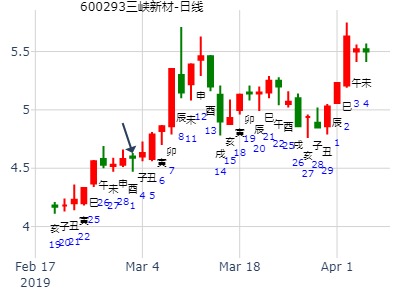 600293三峡新材-日线
5.5
5
4.5
4
亥
19
子
20
丑
21
寅
22
巳
25
午
26
未
27
申
28
酉
1
子
4
丑
5
寅
6
卯
7
辰
8
未
11
申
12
酉
13
戌
14
亥
15
寅
18
卯
19
辰
20
巳
21
午
22
酉
25
戌
26
亥
27
子
28
丑
29
辰
1
巳
2
午
3
未
4
Feb 17
2019
Mar 4
Mar 18
Apr 1